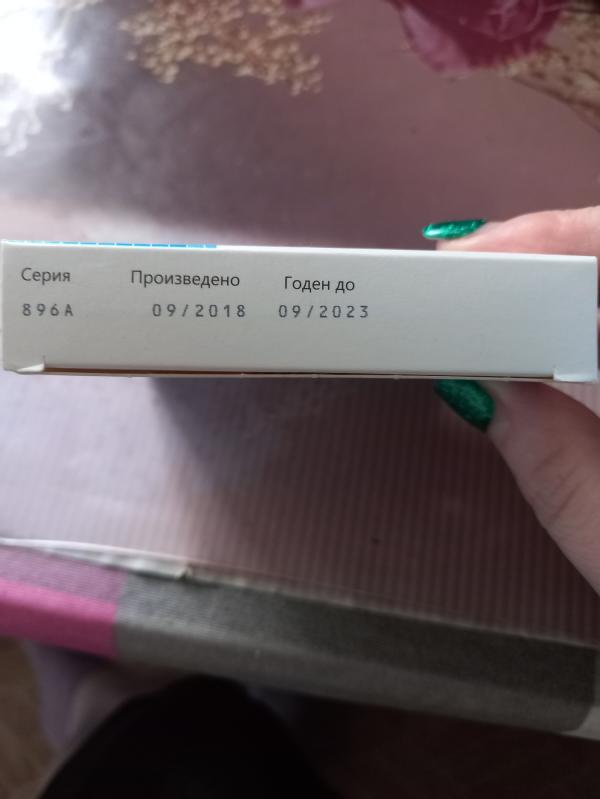 Серия Произведено Годен до
896A 09/2018 09/2023